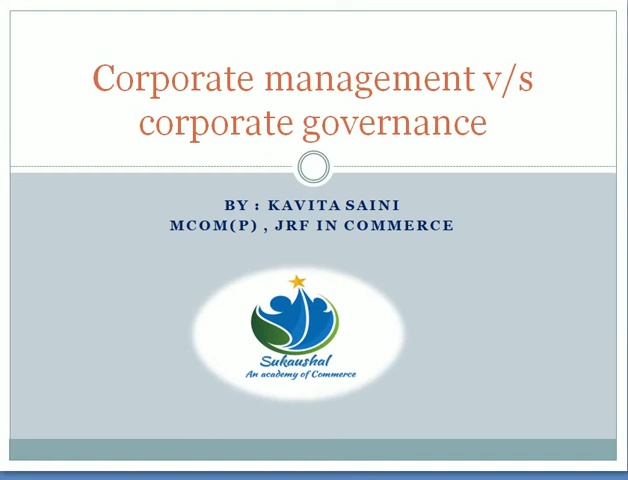 Corporate management v/s
corporate governance
BY : KAVITA SAINI
MCOM(P) , JRF IN COMMERCE
Sukaushal
An academy of Commerce